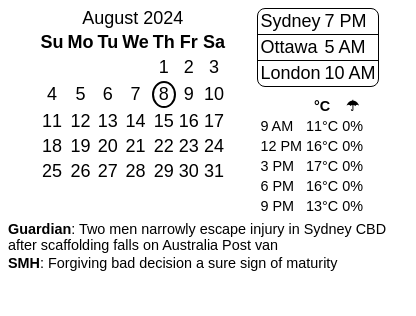 August 2024
Su Mo Tu We Th Fr Sa
1 2 3
4 5 6 7 8 9 10
11 12 13 14 15 16 17
18 19 20 21 22 23 24
25 26 27 28 29 30 31
Sydney 7 PM
Ottawa 5 AM
London 10 AM
°C ☂
9 AM 11°C 0%
12 PM 16°C 0%
3 PM 17°C 0%
6 PM 16°C 0%
9 PM 13°C 0%
Guardian: Two men narrowly escape injury in Sydney CBD
after scaffolding falls on Australia Post van
SMH: Forgiving bad decision a sure sign of maturity